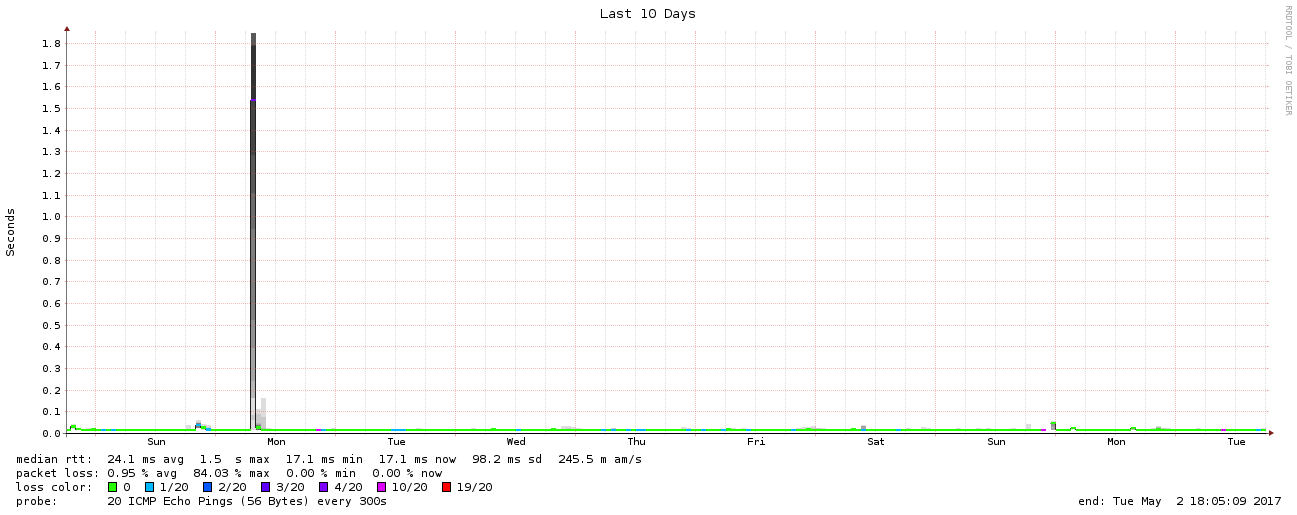 Last 10 Days
RRDTOOL / TOBI OETIKER
Seconds
1.8
1.7
1.6
1.5
1.4
1.3
1.2
1.1
1.0
0.9
0.8
0.7
0.6
0.5
0.4
0.3
0.2
0.1
0.0
Sun Mon Tue Wed Thu Fri Sat Sun Mon Tue
median rtt: 24.1 ms avg 1.5 s max 17.1 ms min 17.1 ms now 98.2 ms sd 245.5 m am/s
packet loss: 0.95 % avg 84.03 % max 0.00 % min 0.00 % now
loss color: 0 1/20 2/20 3/20 4/20 10/20 19/20
probe: 20 ICMP Echo Pings (56 Bytes) every 300s end: Tue May 2 18:05:09 2017